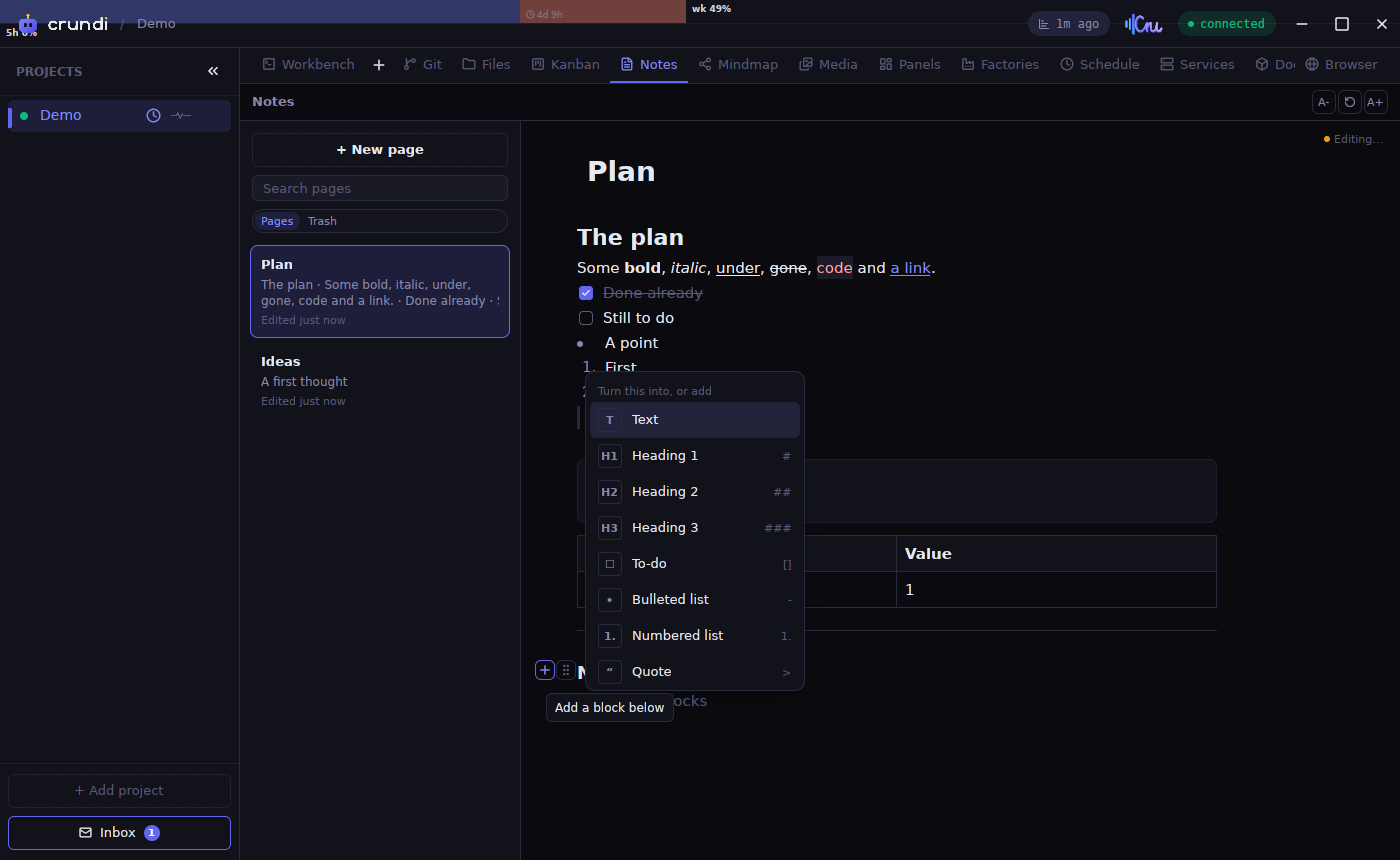 4d 9h
wk 49%
crundi / Demo
1m ago
connected
PROJECTS
Workbench
Git
Files
Kanban
Notes
Mindmap
Media
Panels
Factories
Schedule
Services
Browser
Demo
Notes
A-
A+
+ New page
Search pages
Pages
Trash
Plan
The plan · Some bold, italic, under,
gone, code and a link. · Done already ·
Edited just now
Ideas
A first thought
Edited just now
Editing...
Plan
The plan
Some bold, italic, under, gone, code and a link.
Done already
Still to do
A point
1. First
Turn this into, or add
T Text
H1 Heading 1 #
H2 Heading 2 ##
H3 Heading 3 ###
To-do []
Bulleted list -
1. Numbered list 1.
“ Quote >
Value
1
Add a block below
+ Add project
Inbox 1